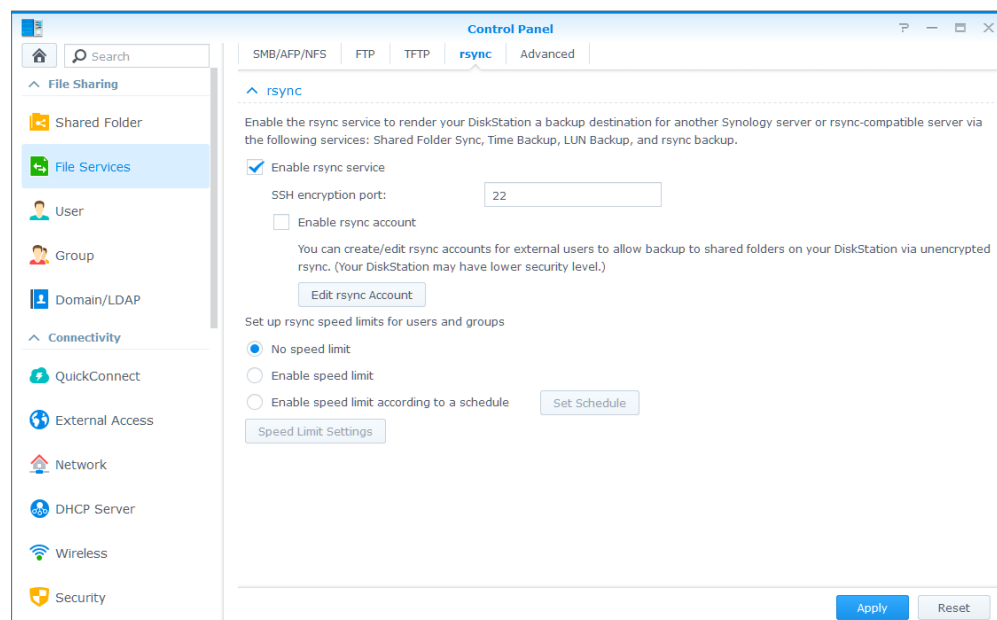 Control Panel
Search
File Sharing
Shared Folder
File Services
User
Group
Domain/LDAP
Connectivity
QuickConnect
External Access
Network
DHCP Server
Wireless
Security
SMB/AFP/NFS FTP TFTP rsync Advanced
rsync
Enable the rsync service to render your DiskStation a backup destination for another Synology server or rsync-compatible server via
the following services: Shared Folder Sync, Time Backup, LUN Backup, and rsync backup.
Enable rsync service
SSH encryption port: 22
Enable rsync account
You can create/edit rsync accounts for external users to allow backup to shared folders on your DiskStation via unencrypted
rsync. (Your DiskStation may have lower security level.)
Edit rsync Account
Set up rsync speed limits for users and groups
No speed limit
Enable speed limit
Enable speed limit according to a schedule Set Schedule
Speed Limit Settings
Apply Reset